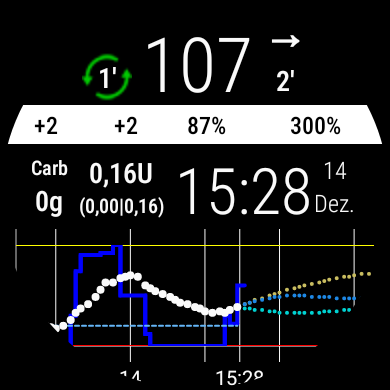 1' 107 →
2'
+2 +2 87% 300%
Carb 0,16U 15:28 14
0g (0,00|0,16) Dez.
14 15:28